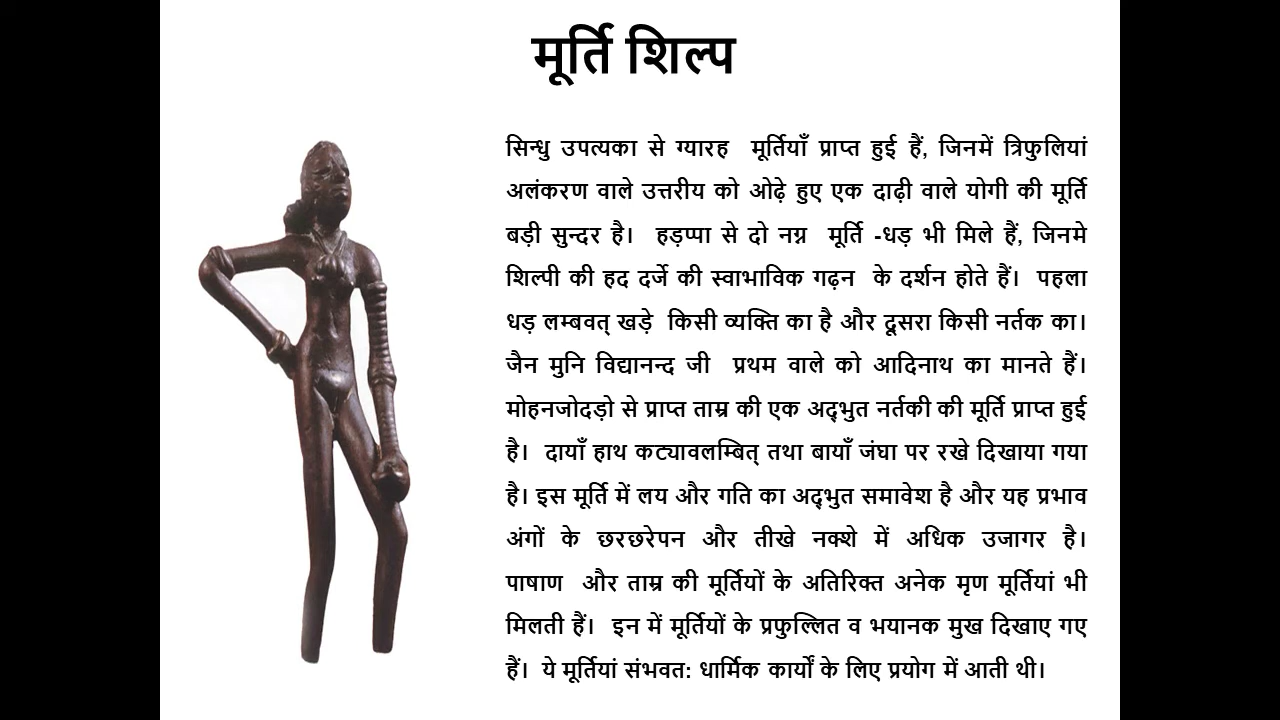 मूर्ति शिल्प
सिन्धु उपत्यका से ग्यारह मूर्तियाँ प्राप्त हुई हैं, जिनमें त्रिफुलियां
अलंकरण वाले उत्तरीय को ओढ़े हुए एक दाढ़ी वाले योगी की मूर्ति
बड़ी सुन्दर है। हड़प्पा से दो नग्न मूर्ति -धड़ भी मिले हैं, जिनमे
शिल्पी की हद दर्जे की स्वाभाविक गढ़न के दर्शन होते हैं। पहला
धड़ लम्बवत् खड़े किसी व्यक्ति का है और दूसरा किसी नर्तक का।
जैन मुनि विद्यानन्द जी प्रथम वाले को आदिनाथ का मानते हैं।
मोहनजोदड़ो से प्राप्त ताम्र की एक अद्भुत नर्तकी की मूर्ति प्राप्त हुई
है। दायाँ हाथ कट्यावलम्बित् तथा बायाँ जंघा पर रखे दिखाया गया
है। इस मूर्ति में लय और गति का अद्भुत समावेश है और यह प्रभाव
अंगों के छरछरेपन और तीखे नक्शे में अधिक उजागर है।
पाषाण और ताम्र की मूर्तियों के अतिरिक्त अनेक मृण मूर्तियां भी
मिलती हैं। इन में मूर्तियों के प्रफुल्लित व भयानक मुख दिखाए गए
हैं। ये मूर्तियां संभवत: धार्मिक कार्यों के लिए प्रयोग में आती थी।